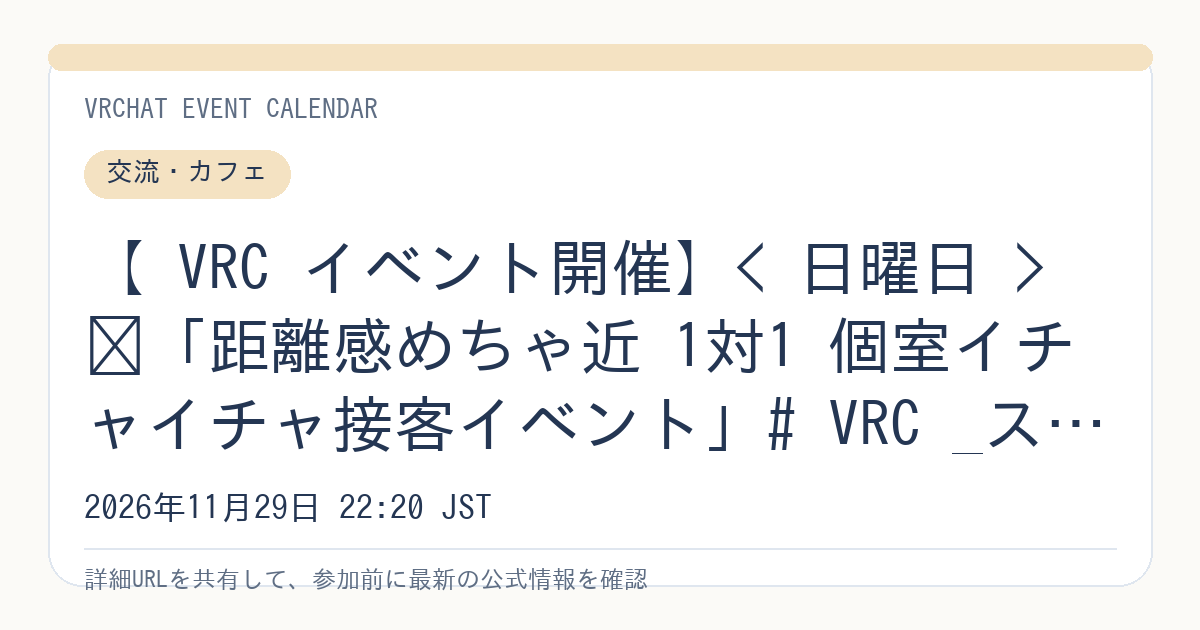 VRCHAT EVENT CALENDAR
交流・カフェ
【 VRC イベント開催】< 日曜日 >
「距離感めちゃ近 1対1 個室イチ
ャイチャ接客イベント」# VRC _ス…
2026年11月29日 22:20 JST
詳細URLを共有して、参加前に最新の公式情報を確認